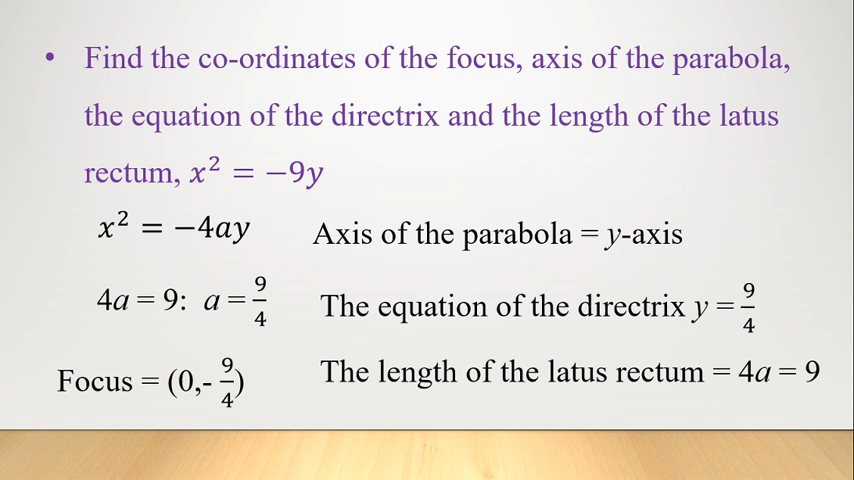 • Find the co-ordinates of the focus, axis of the parabola,
the equation of the directrix and the length of the latus
rectum, x² = −9y
x² = −4ay
Axis of the parabola = y-axis
4a = 9: a = 9/4
The equation of the directrix y = 9/4
Focus = (0,- 9/4)
The length of the latus rectum = 4a = 9